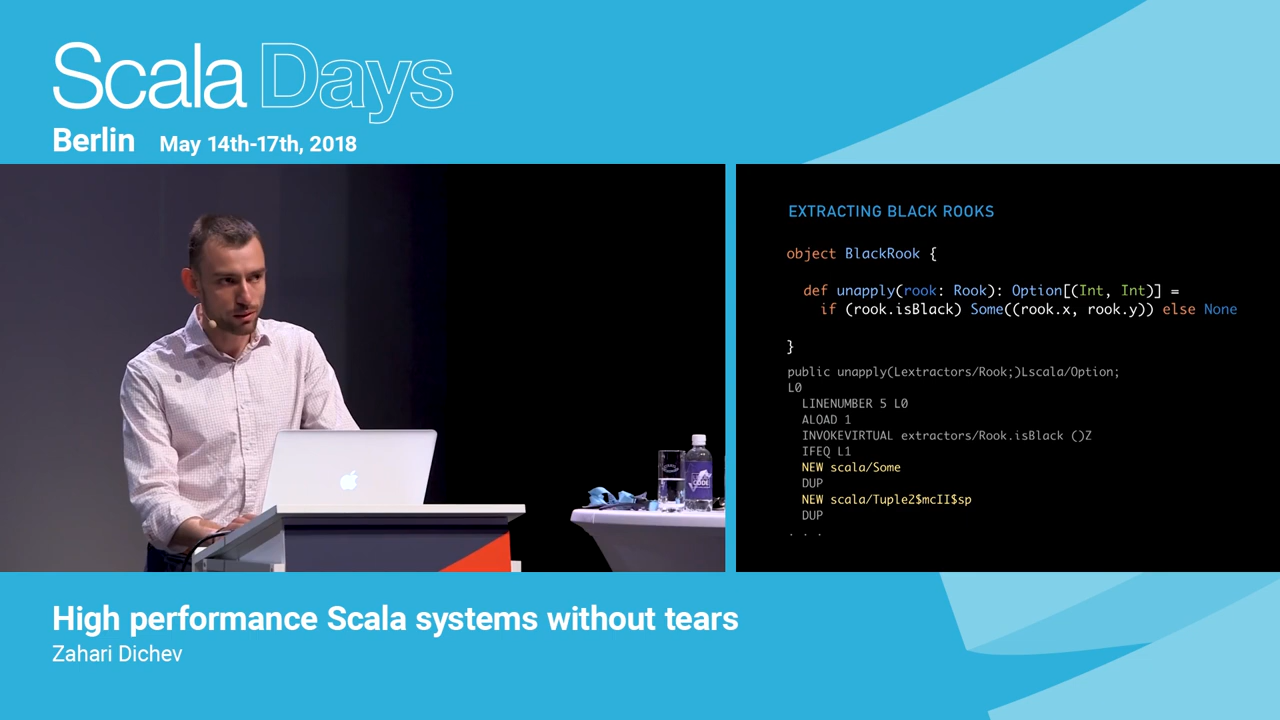 Scala Days
Berlin May 14th-17th, 2018
EXTRACTING BLACK ROOKS
object BlackRook {
def unapply(rook: Rook): Option[(Int, Int)] =
if (rook.isBlack) Some((rook.x, rook.y)) else None
}
public unapply(Lextractors/Rook;)Lscala/Option;
L0
LINENUMBER 5 L0
ALOAD 1
INVOKEVIRTUAL extractors/Rook.isBlack ()Z
IFEQ L1
NEW scala/Some
DUP
NEW scala/Tuple2$mcII$sp
DUP
. . .
CODE
High performance Scala systems without tears
Zahari Dichev